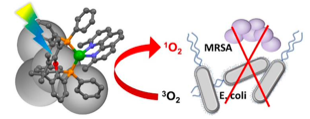 ¹O₂
³O₂
MRSA
E. coli